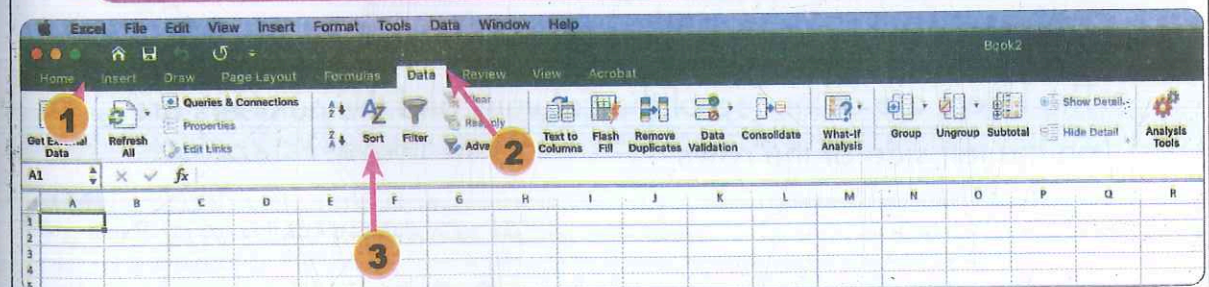 Excel File Edit View Insert Format Tools Data Window Help
Book2
Home Insert Draw Page Layout Formulas Data Review View Acrobat
1
2
3
Get External Data
Refresh All
Queries & Connections
Properties
Edit Links
Sort
Filter
Clear
Text to Columns
Flash Fill
Remove Duplicates
Data Validation
Consolidate
What-If Analysis
Group
Ungroup
Subtotal
Show Detail
Hide Detail
Analysis Tools
A1 fx
A B C D E F G H I J K L M N O P Q R
1
2
3
4
5